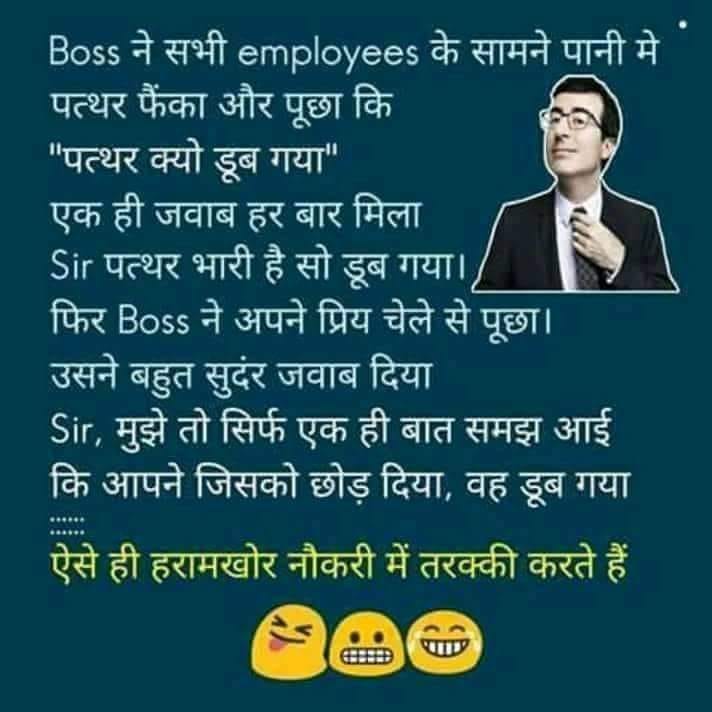 Boss ने सभी employees के सामने पानी मे
पत्थर फैंका और पूछा कि
"पत्थर क्यो डूब गया"
एक ही जवाब हर बार मिला
Sir पत्थर भारी है सो डूब गया।
फिर Boss ने अपने प्रिय चेले से पूछा।
उसने बहुत सुदंर जवाब दिया
Sir, मुझे तो सिर्फ एक ही बात समझ आई
कि आपने जिसको छोड़ दिया, वह डूब गया
::::::
ऐसे ही हरामखोर नौकरी में तरक्की करते हैं